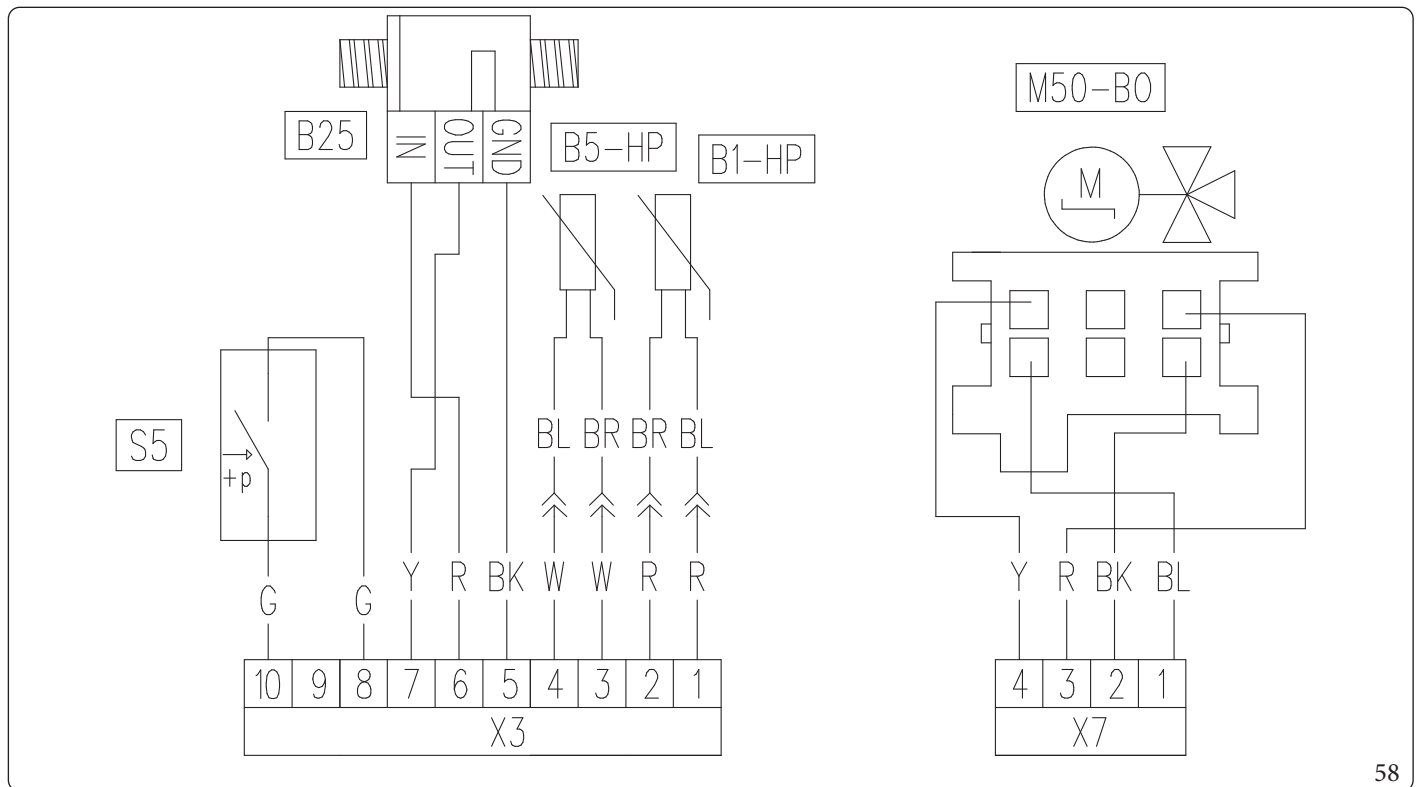 M50-B0
B25
IN
OUT
GND
B5-HP
B1-HP
M
S5
+p
BL BR BR BL
G G Y R BK W W R R
Y R BK BL
10 9 8 7 6 5 4 3 2 1
X3
4 3 2 1
X7
58